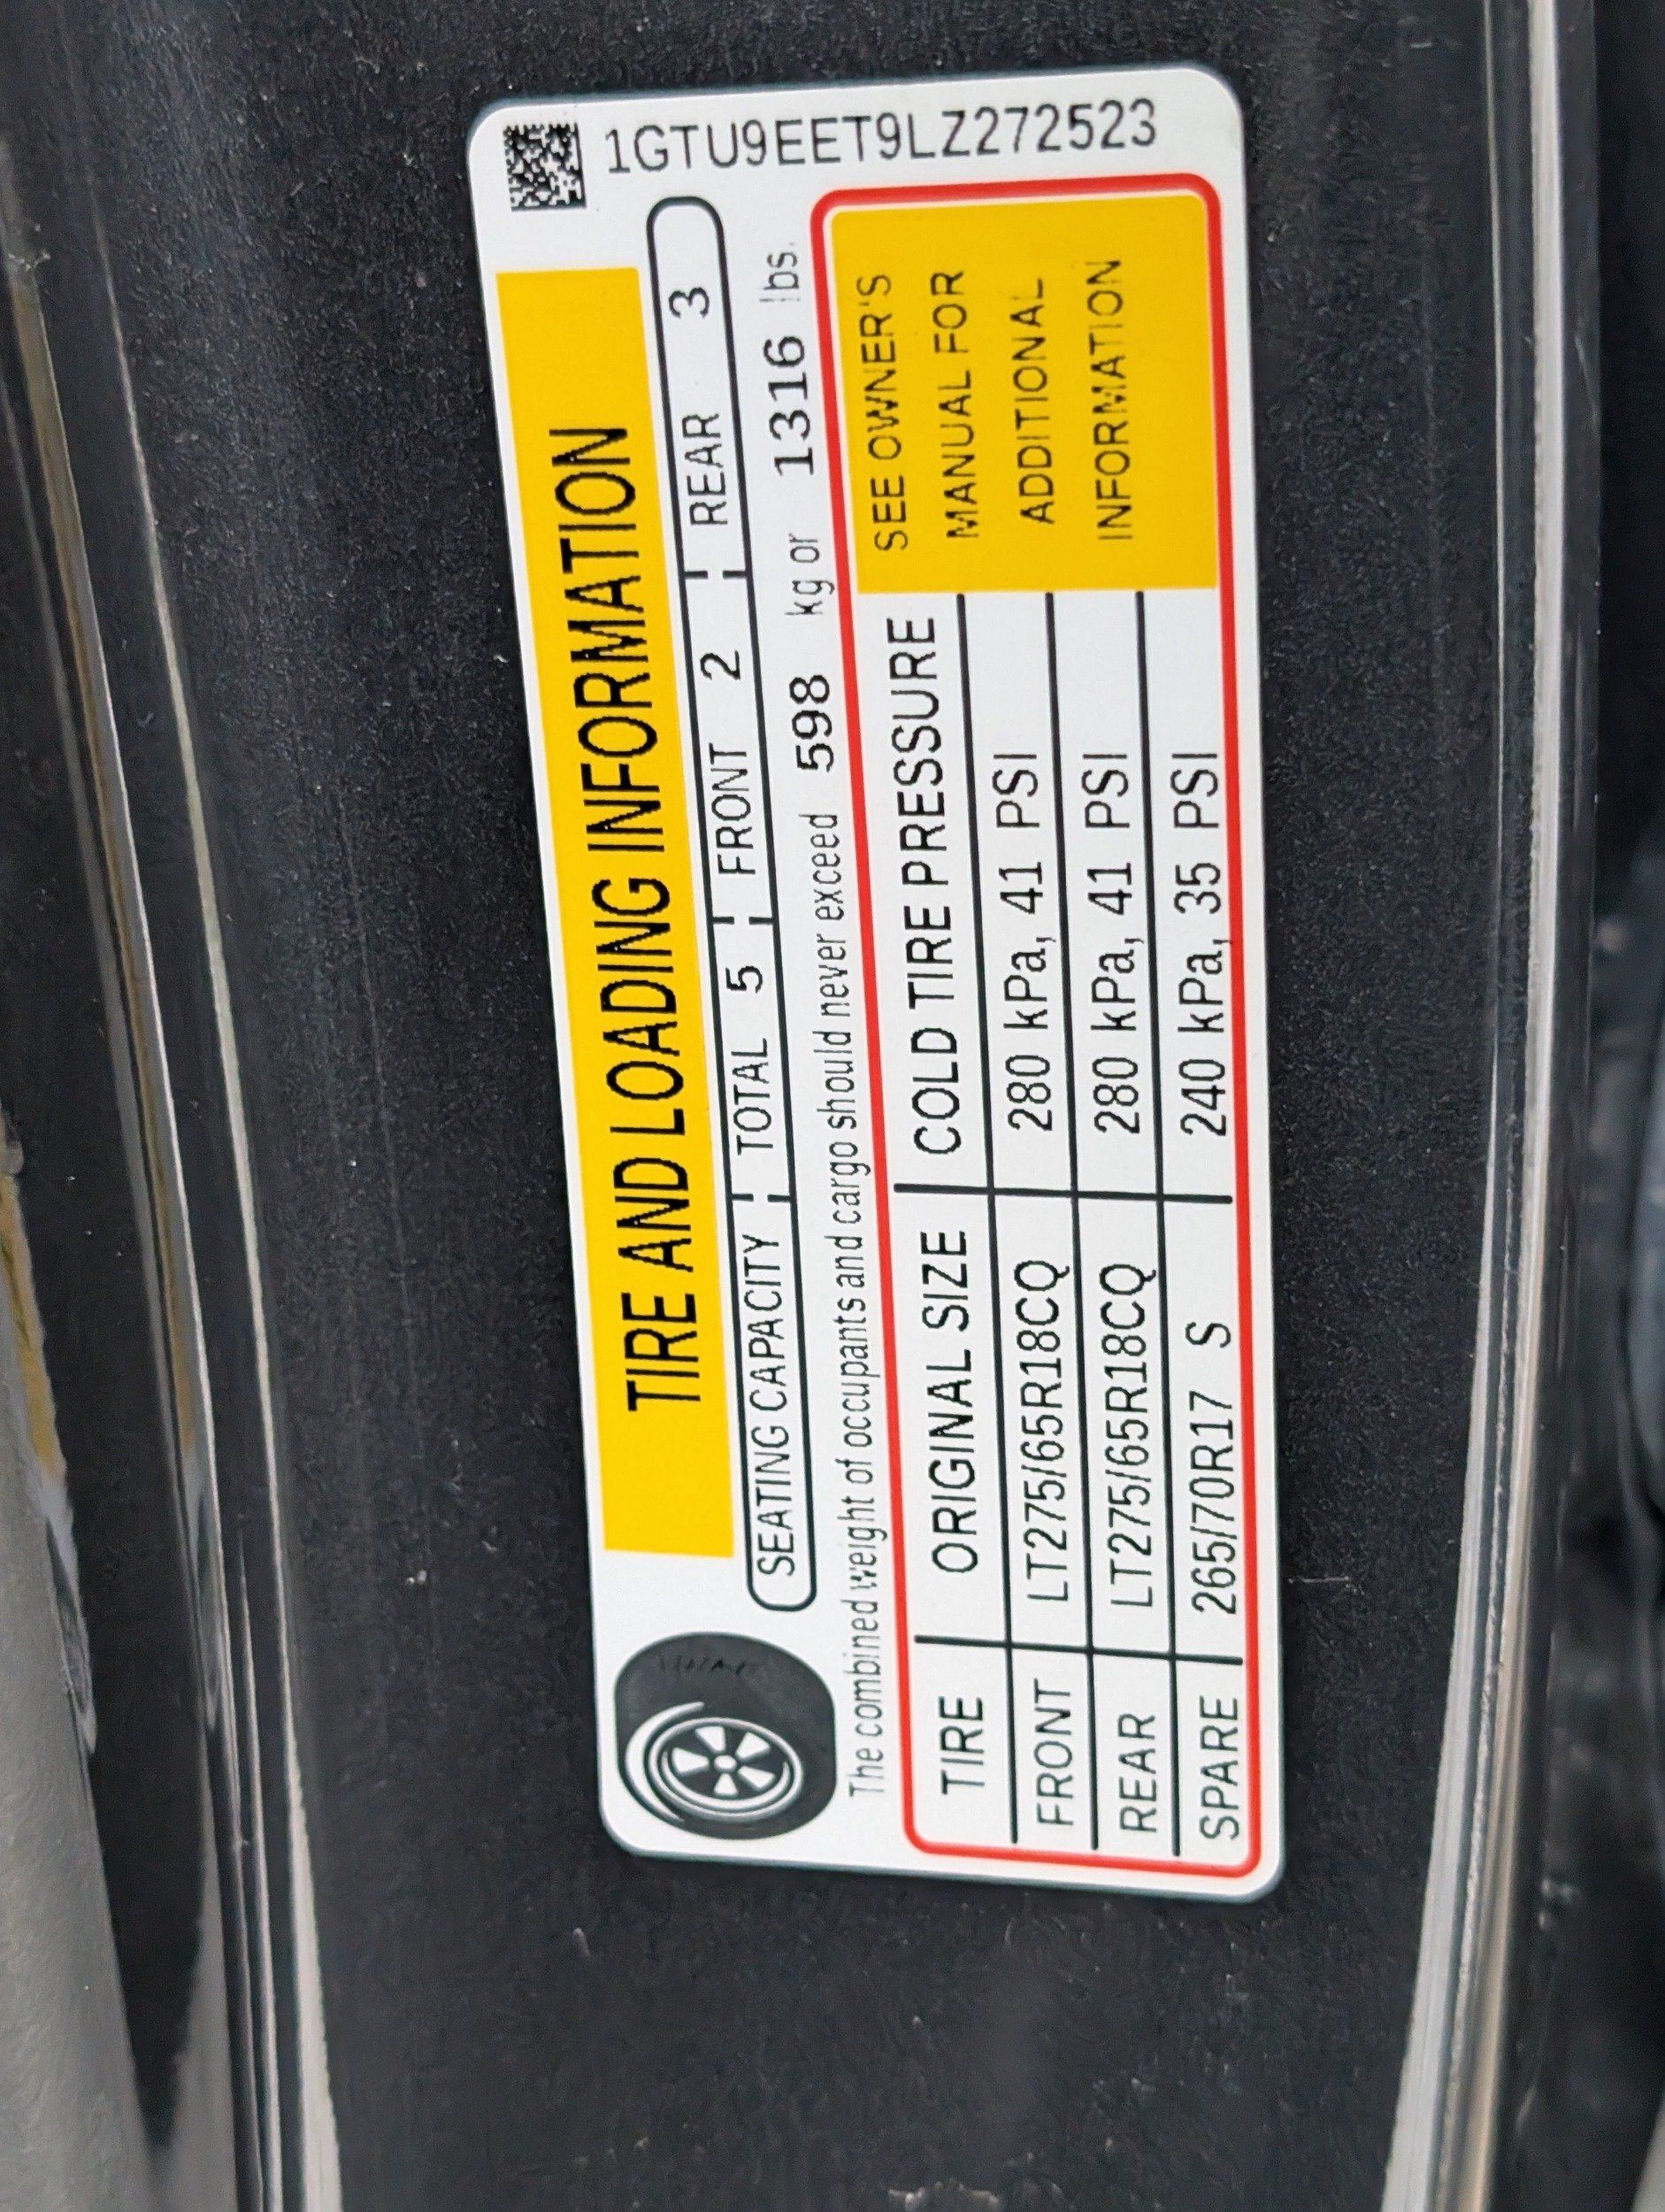 1GTU9EET9LZ272523
TIRE AND LOADING INFORMATION
SEATING CAPACITY TOTAL 5 FRONT 2 REAR 3
The combined weight of occupants and cargo should never exceed 598 kg or 1316 lbs.
TIRE ORIGINAL SIZE COLD TIRE PRESSURE
FRONT LT275/65R18CQ 280 kPa, 41 PSI
REAR LT275/65R18CQ 280 kPa, 41 PSI
SPARE 265/70R17 S 240 kPa, 35 PSI
SEE OWNER'S
MANUAL FOR
ADDITIONAL
INFORMATION